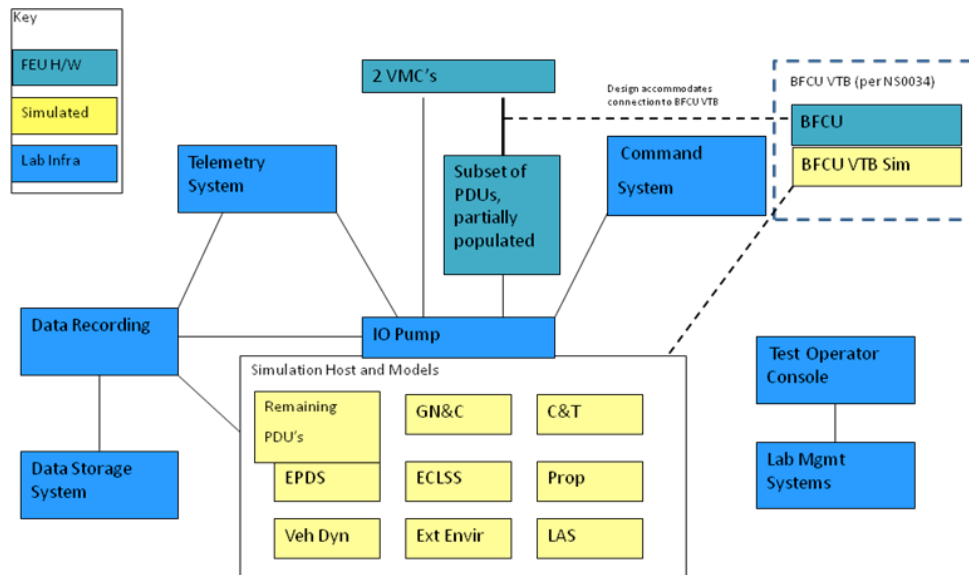 Key
FEU H/W
Simulated
Lab Infra
2 VMC's
Design accommodates
connection to BFCU VTB
BFCU VTB (per NS0034)
BFCU
BFCU VTB Sim
Telemetry
System
Subset of
PDUs,
partially
populated
Command
System
Data Recording
IO Pump
Simulation Host and Models
Remaining
PDU's
GN&C
C&T
EPDS
ECLSS
Prop
Veh Dyn
Ext Envir
LAS
Test Operator
Console
Data Storage
System
Lab Mgmt
Systems